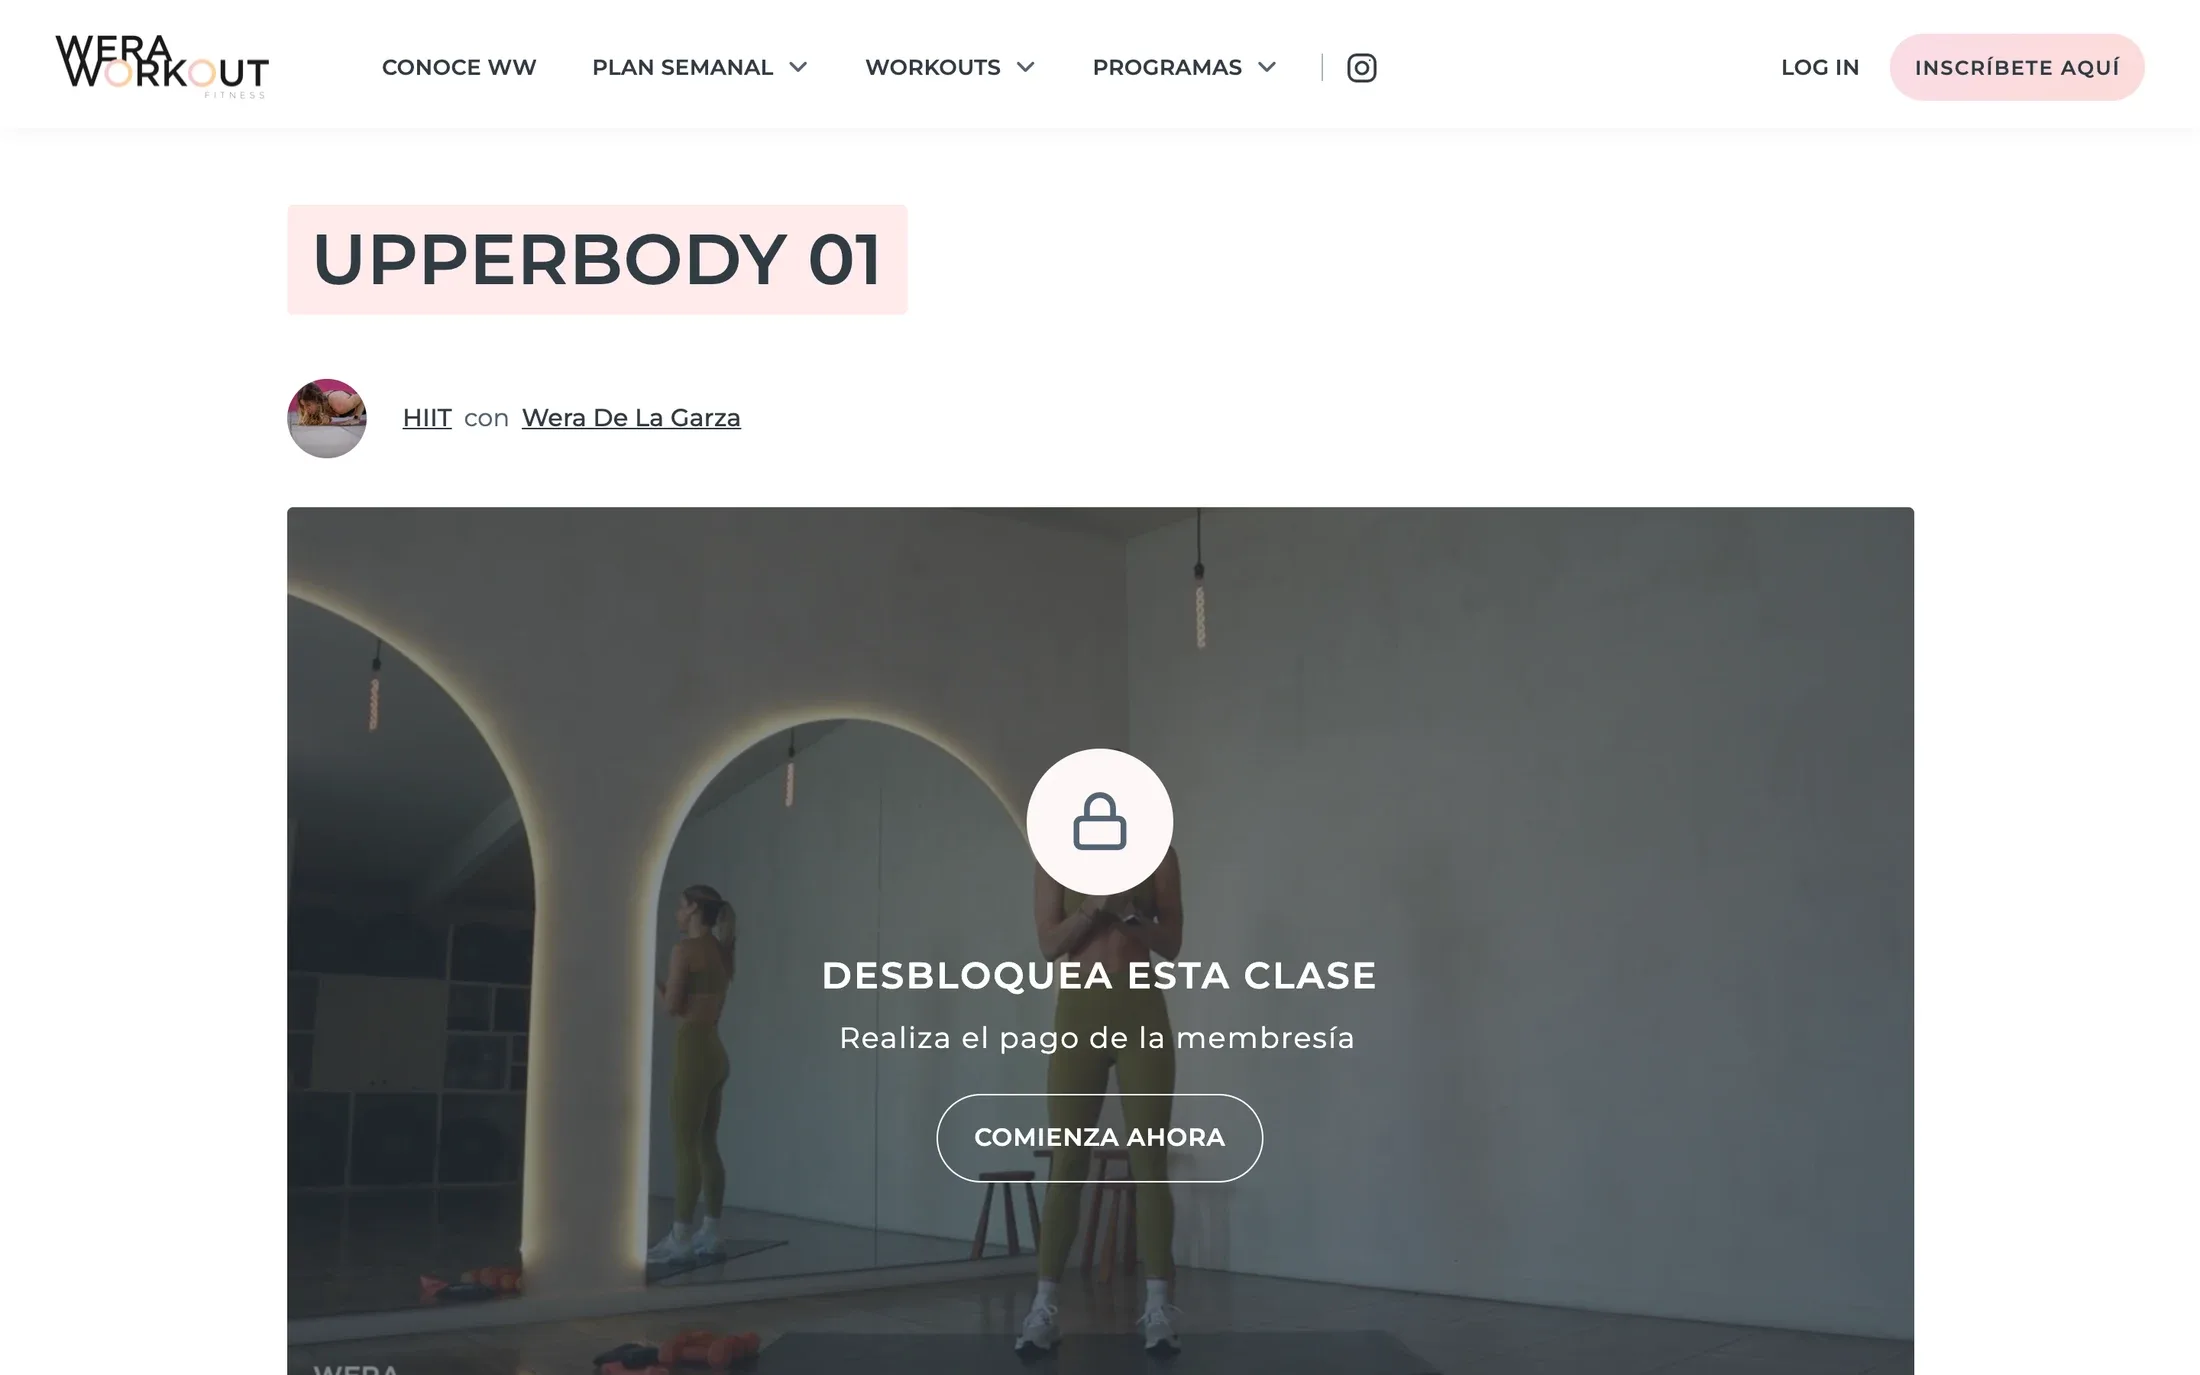 WERA
WORKOUT
FITNESS
CONOCE WW
PLAN SEMANAL
WORKOUTS
PROGRAMAS
LOG IN
INSCRÍBETE AQUÍ
UPPERBODY 01
HIIT con Wera De La Garza
DESBLOQUEA ESTA CLASE
Realiza el pago de la membresía
COMIENZA AHORA
WERA